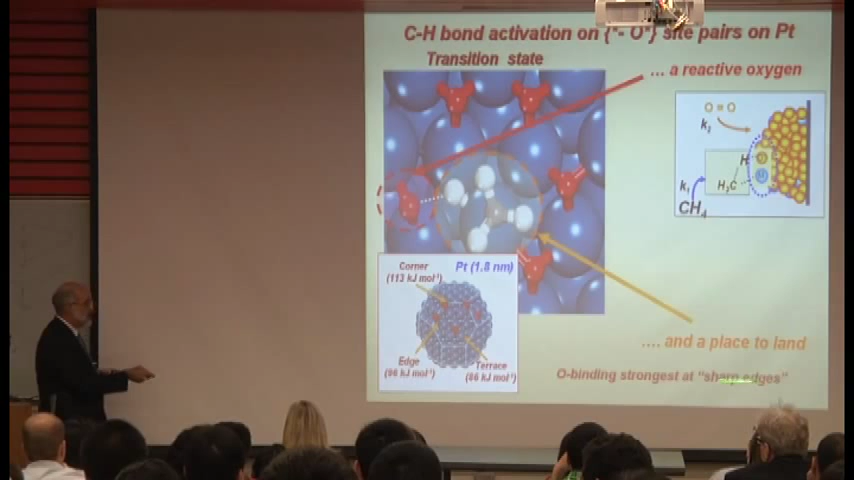 C-H bond activation on {*- O*} site pairs on Pt
Transition state
… a reactive oxygen
O = O
k2
H
H3C
k1
CH4
Corner
(113 kJ mol-1)
Pt (1.8 nm)
Edge
(96 kJ mol-1)
Terrace
(86 kJ mol-1)
.... and a place to land
O-binding strongest at "sharp edges"